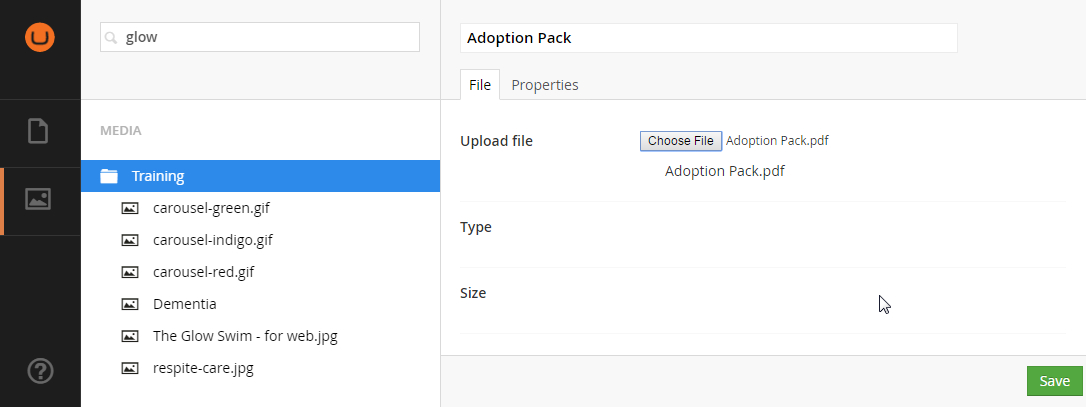 glow
Adoption Pack
File Properties
MEDIA
Upload file Choose File Adoption Pack.pdf
Adoption Pack.pdf
Training
carousel-green.gif
carousel-indigo.gif
carousel-red.gif
Dementia
The Glow Swim - for web.jpg
respite-care.jpg
Type
Size
Save